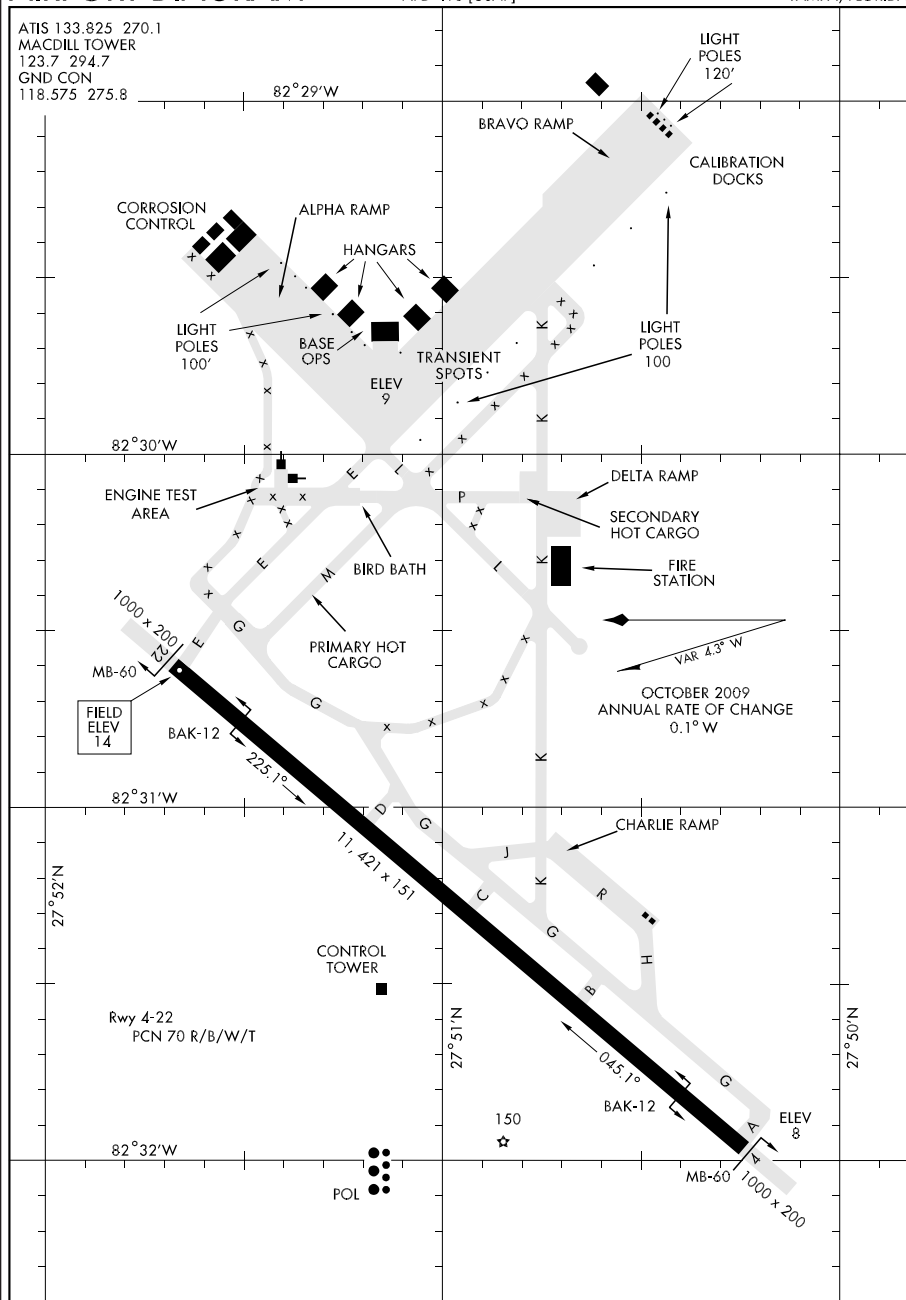 ATIS 133.825 270.1
MACDILL TOWER
123.7 294.7
GND CON
118.575 275.8
82°29'W
LIGHT
POLES
120'
BRAVO RAMP
CALIBRATION
DOCKS
CORROSION
CONTROL
ALPHA RAMP
HANGARS
LIGHT
POLES
100'
BASE
OPS
ELEV
9
TRANSIENT
SPOTS
LIGHT
POLES
100
K
K
82°30'W
ENGINE TEST
AREA
E
L
P
DELTA RAMP
SECONDARY
HOT CARGO
BIRD BATH
E
M
L
K
FIRE
STATION
1000 x 200
22
E
G
PRIMARY HOT
CARGO
MB-60
VAR 4.3° W
OCTOBER 2009
ANNUAL RATE OF CHANGE
0.1° W
FIELD
ELEV
14
BAK-12
G
225.1°
K
82°31'W
D
G
CHARLIE RAMP
11, 421 x 151
J
C
K
R
27°52'N
G
H
CONTROL
TOWER
B
Rwy 4-22
PCN 70 R/B/W/T
27°51'N
27°50'N
045.1°
G
BAK-12
A
ELEV
8
150
82°32'W
4
MB-60
1000 x 200
POL